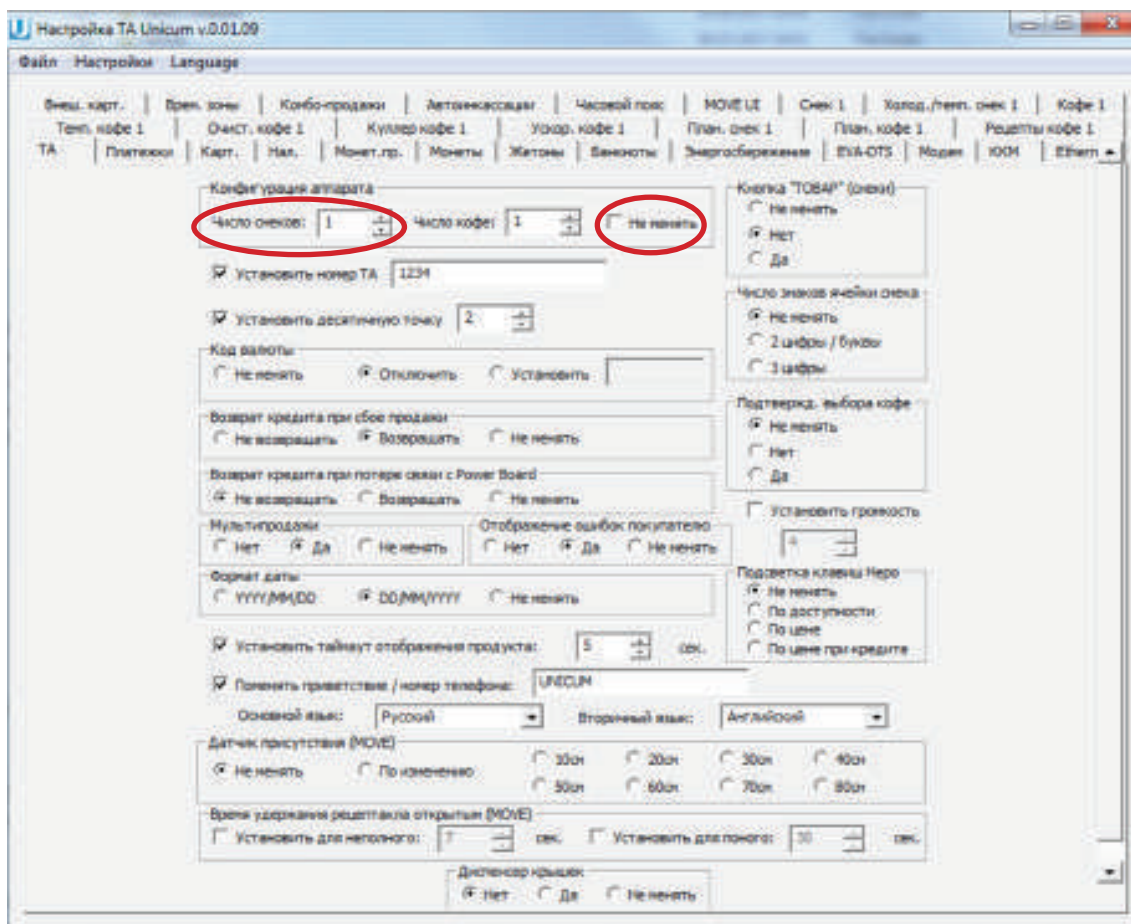 Настройка TA Unicum v.0.01.09
Файл Настройки Language
Внеш. карт. Врем. зоны Комбо-продажи Автоинкассация Часовой пояс MOVE LE Снек 1 Холод./темп. снек 1 Кофе 1
Темп. кофе 1 Очист. кофе 1 Куллер кофе 1 Ускор. кофе 1 План. снек 1 План. кофе 1 Рецепты кофе 1
ТА Платежки Карт. Нал. Монет.пр. Монеты Жетоны Банкноты Энергосбережение EVA-DTS Модем ККМ Ethern
Конфигурация аппарата
Число снеков: 1 Число кофе: 1 Не менять
Установить номер ТА 1234
Установить десятичную точку 2
Код валюты
Не менять Отключить Установить
Возврат кредита при сбое продажи
Не возвращать Возвращать Не менять
Возврат кредита при потере связи с Power Board
Не возвращать Возвращать Не менять
Мультипродажи
Нет Да Не менять
Отображение ошибок покупателю
Нет Да Не менять
Формат даты
YYYY/MM/DD DD/MM/YYYY Не менять
Установить таймаут отображения продукта: 5 сек.
Поменять приветствие / номер телефона: UNICUM
Основной язык: Русский Вторичный язык: Английский
Датчик присутствия (MOVE)
Не менять По изменению 10см 20см 30см 40см
50см 60см 70см 80см
Время удержания рецептакла открытым (MOVE)
Установить для неполного: 7 сек. Установить для поного: 30 сек.
Диспенсер крышек
Нет Да Не менять
Кнопка "ТОВАР" (снеки)
Не менять
Нет
Да
Число знаков ячейки снека
Не менять
2 цифры / буквы
3 цифры
Подтвержд. выбора кофе
Не менять
Нет
Да
Установить громкость
4
Подсветка клавиш Неро
Не менять
По доступности
По цене
По цене при кредите